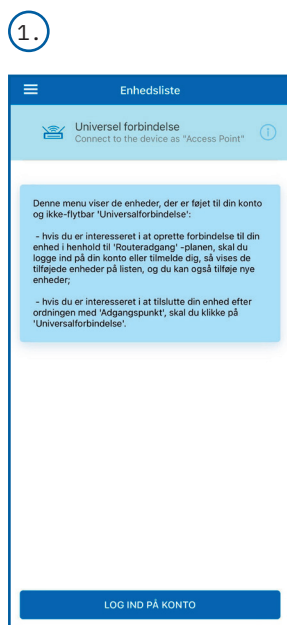 1.
Enhedsliste
Universel forbindelse
Connect to the device as "Access Point"
Denne menu viser de enheder, der er føjet til din konto
og ikke-flytbar 'Universalforbindelse':
- hvis du er interesseret i at oprette forbindelse til din
enhed i henhold til 'Routeradgang' -planen, skal du
logge ind på din konto eller tilmelde dig, så vises de
tilføjede enheder på listen, og du kan også tilføje nye
enheder;
- hvis du er interesseret i at tilslutte din enhed efter
ordningen med 'Adgangspunkt', skal du klikke på
'Universalforbindelse'.
LOG IND PÅ KONTO